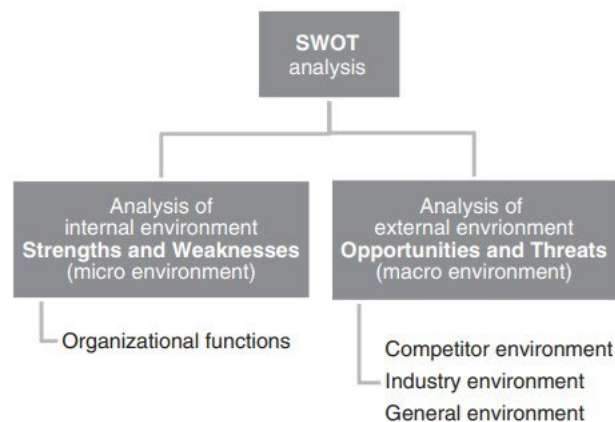 SWOT
analysis
Analysis of
internal environment
Strengths and Weaknesses
(micro environment)
Analysis of
external envrionment
Opportunities and Threats
(macro environment)
Organizational functions
Competitor environment
Industry environment
General environment